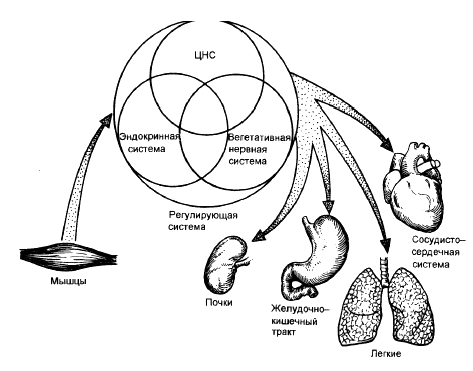 ЦНС
Эндокринная
система
Вегетативная
нервная
система
Регулирующая
система
Мышцы
Почки
Желудочно-
кишечный
тракт
Легкие
Сосудисто-
сердечная
система